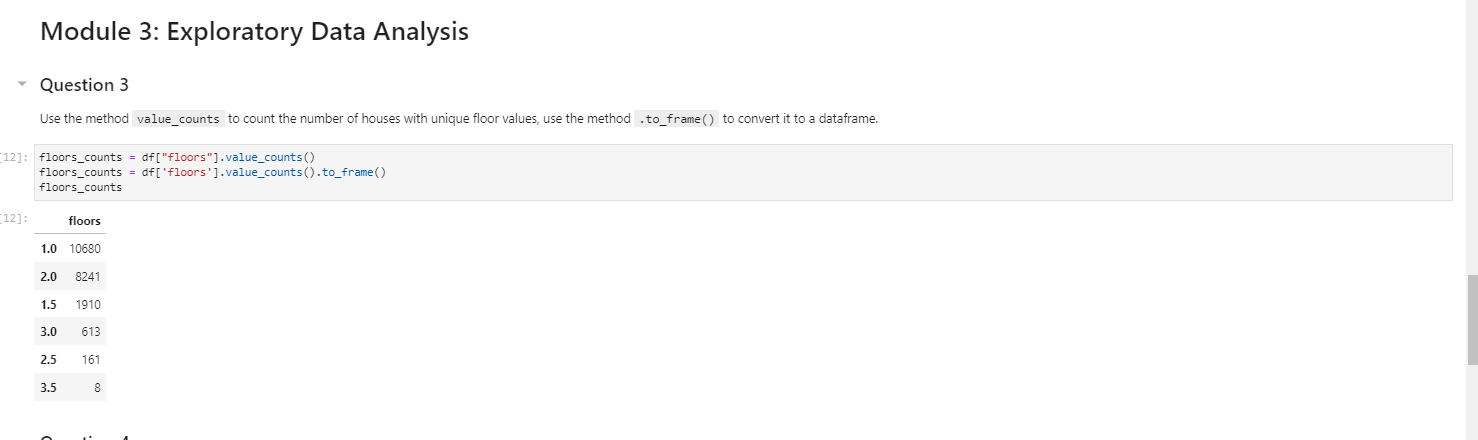 Module 3: Exploratory Data Analysis
Question 3
Use the method value_counts to count the number of houses with unique floor values, use the method .to_frame() to convert it to a dataframe.
[12]: floors_counts = df["floors"].value_counts()
floors_counts = df['floors'].value_counts().to_frame()
floors_counts
[12]:
floors
1.0 10680
2.0 8241
1.5 1910
3.0 613
2.5 161
3.5 8